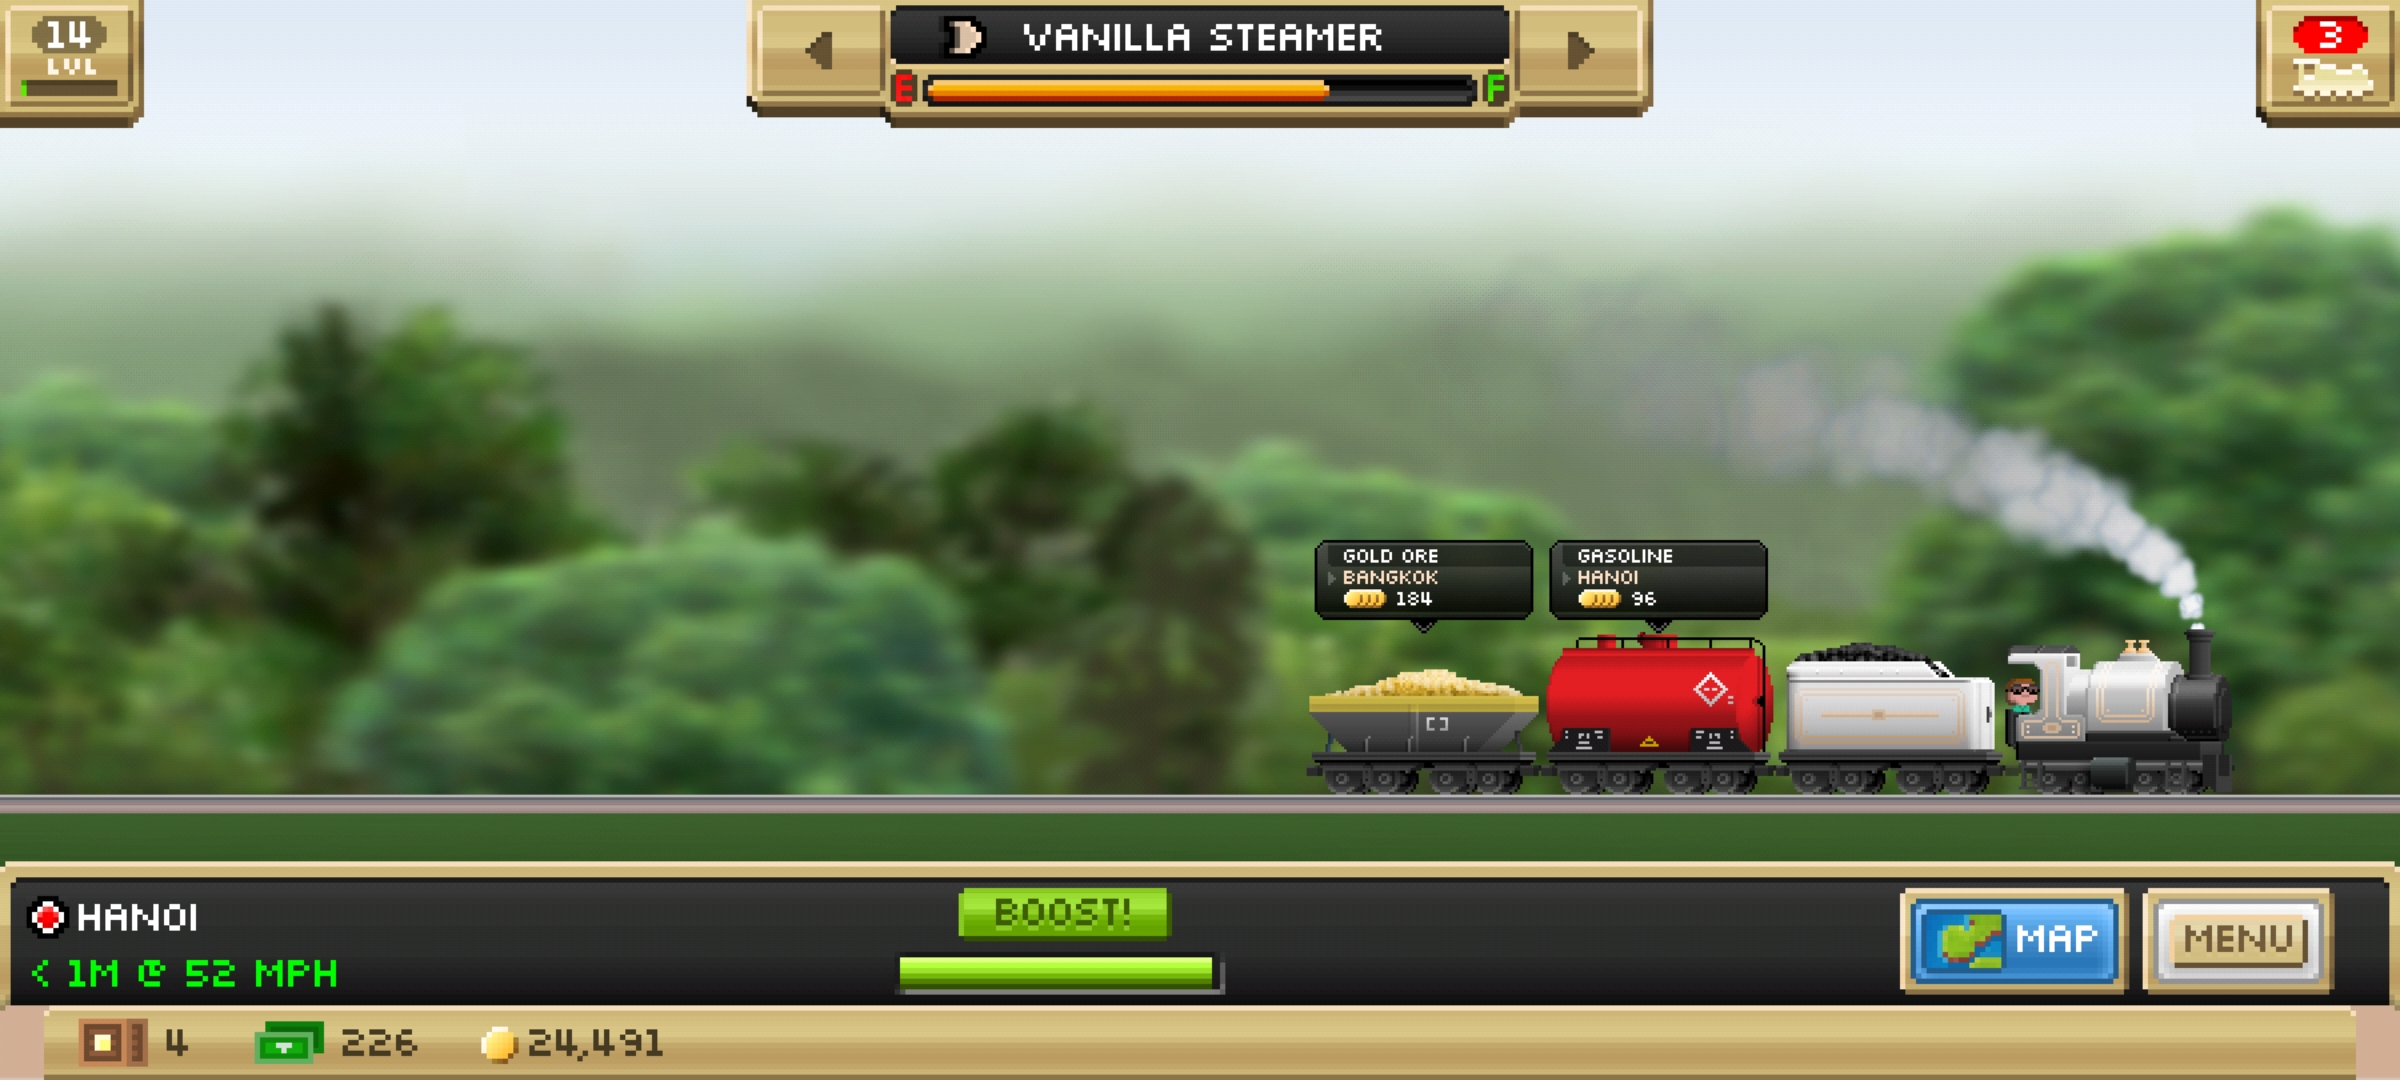 14
LVL
VANILLA STEAMER
E
F
3
GOLD ORE
BANGKOK
184
GASOLINE
HANOI
96
HANOI
< 1M @ 52 MPH
BOOST!
MAP
MENU
4
226
24,491